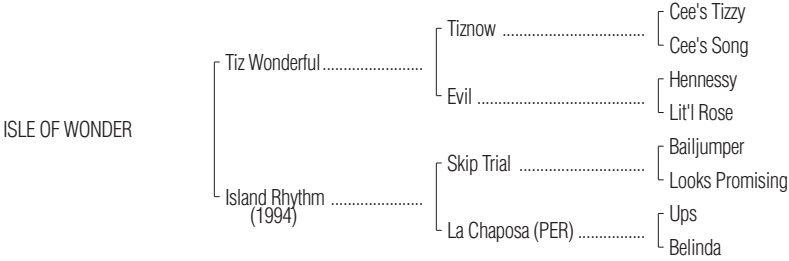 Cee's Tizzy
Tiznow ..................................
Cee's Song
Tiz Wonderful........................
Hennessy
Evil ........................................
Lit'l Rose
ISLE OF WONDER
Bailjumper
Skip Trial ..............................
Looks Promising
Island Rhythm ......................
(1994)
Ups
La Chaposa (PER) ................
Belinda